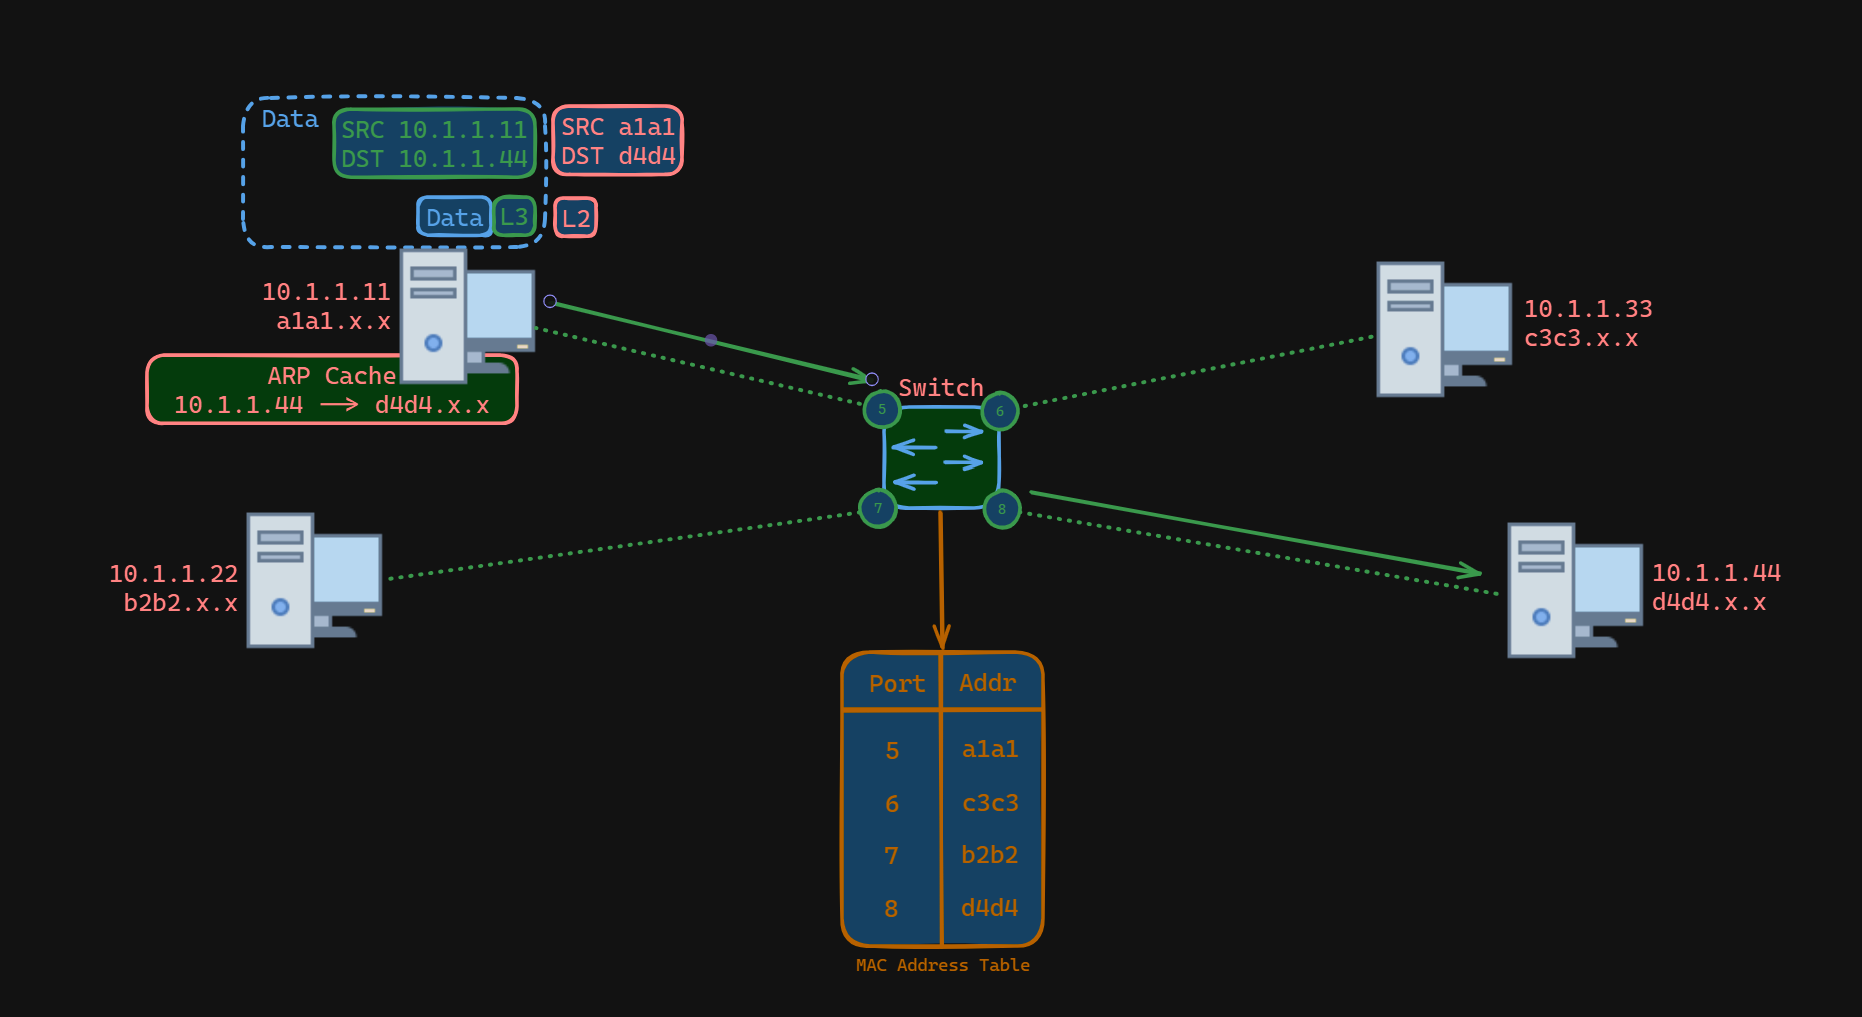 Data
SRC 10.1.1.11
DST 10.1.1.44
SRC a1a1
DST d4d4
Data
L3
L2
10.1.1.11
a1a1.x.x
ARP Cache
10.1.1.44 → d4d4.x.x
10.1.1.33
c3c3.x.x
Switch
5
6
7
8
10.1.1.22
b2b2.x.x
10.1.1.44
d4d4.x.x
Port Addr
5 a1a1
6 c3c3
7 b2b2
8 d4d4
MAC Address Table